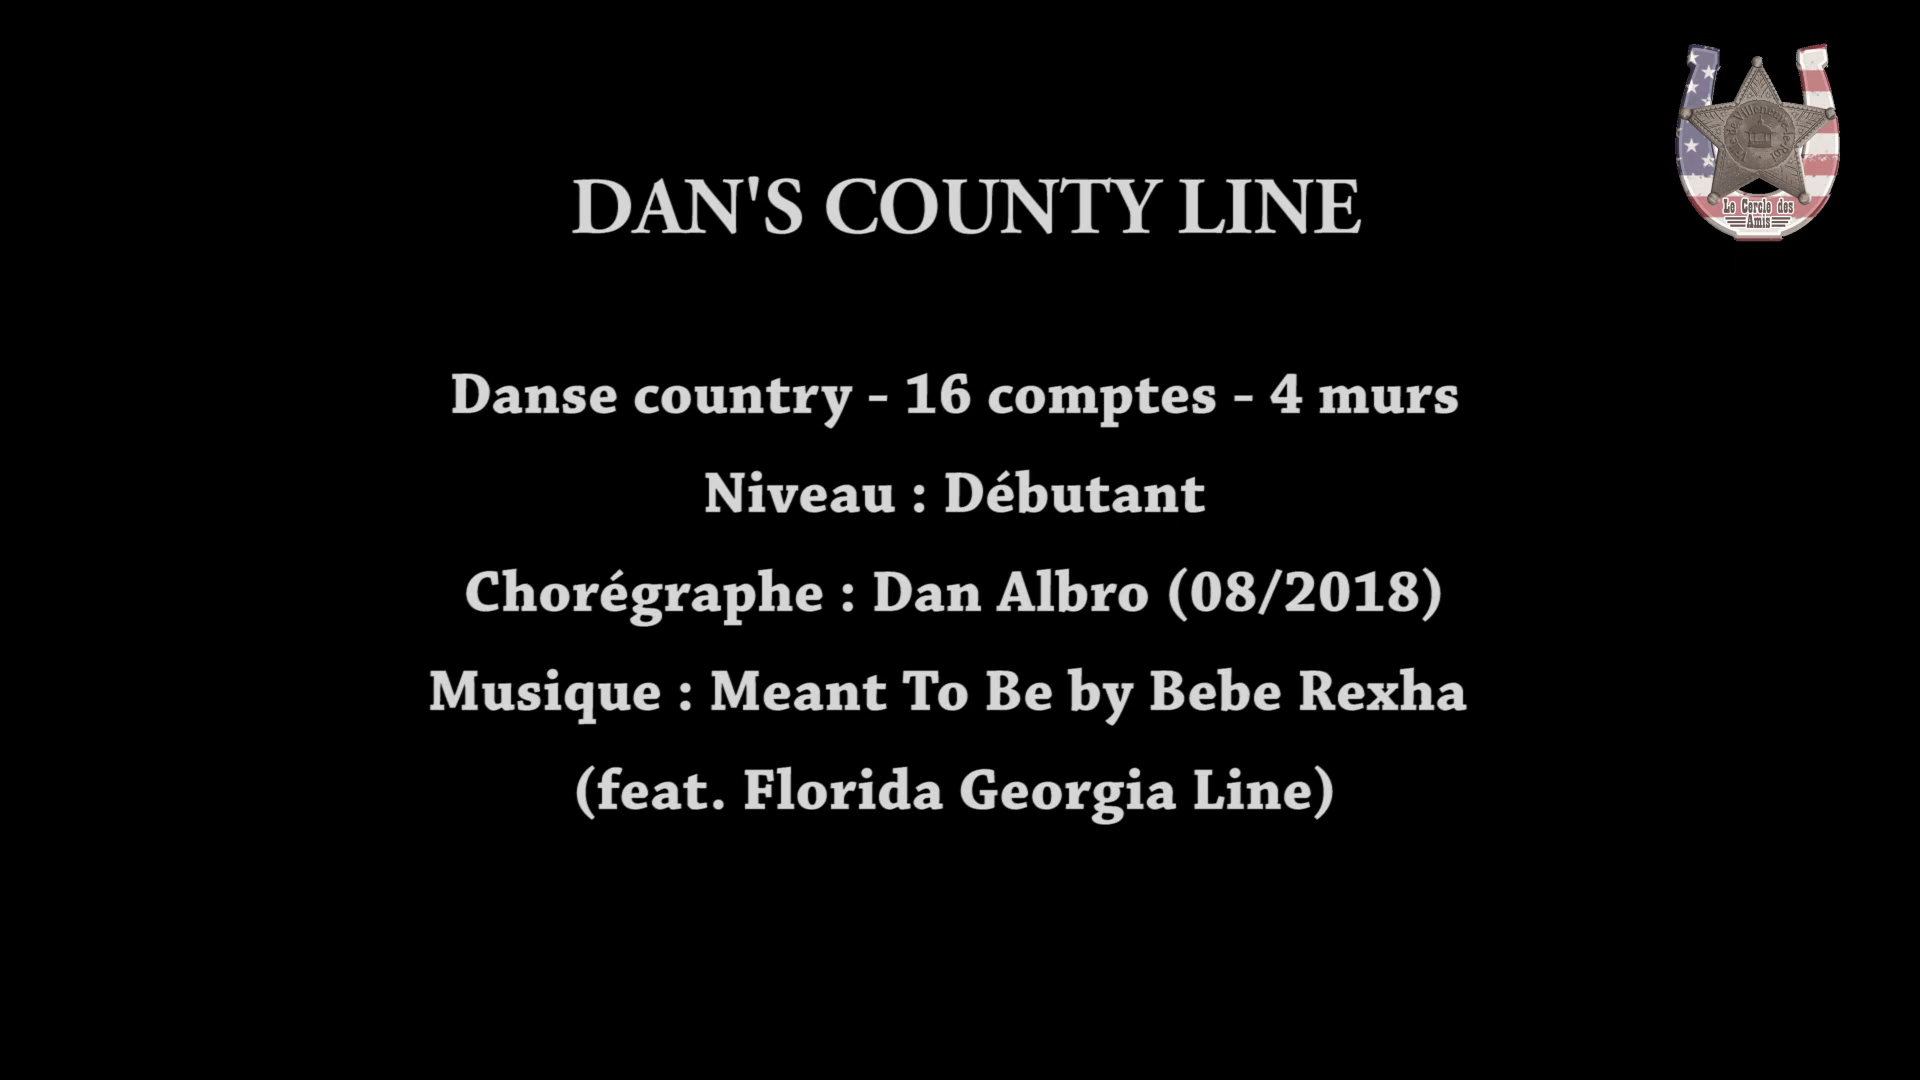 DAN'S COUNTY LINE
Danse country - 16 comptes - 4 murs
Niveau : Débutant
Chorégraphe : Dan Albro (08/2018)
Musique : Meant To Be by Bebe Rexha
(feat. Florida Georgia Line)
Le Cercle des
Amis